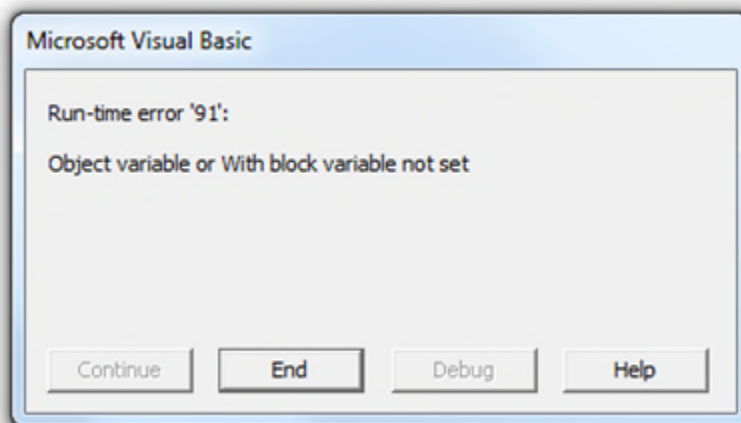 Microsoft Visual Basic
Run-time error '91':
Object variable or With block variable not set
Continue
End
Debug
Help